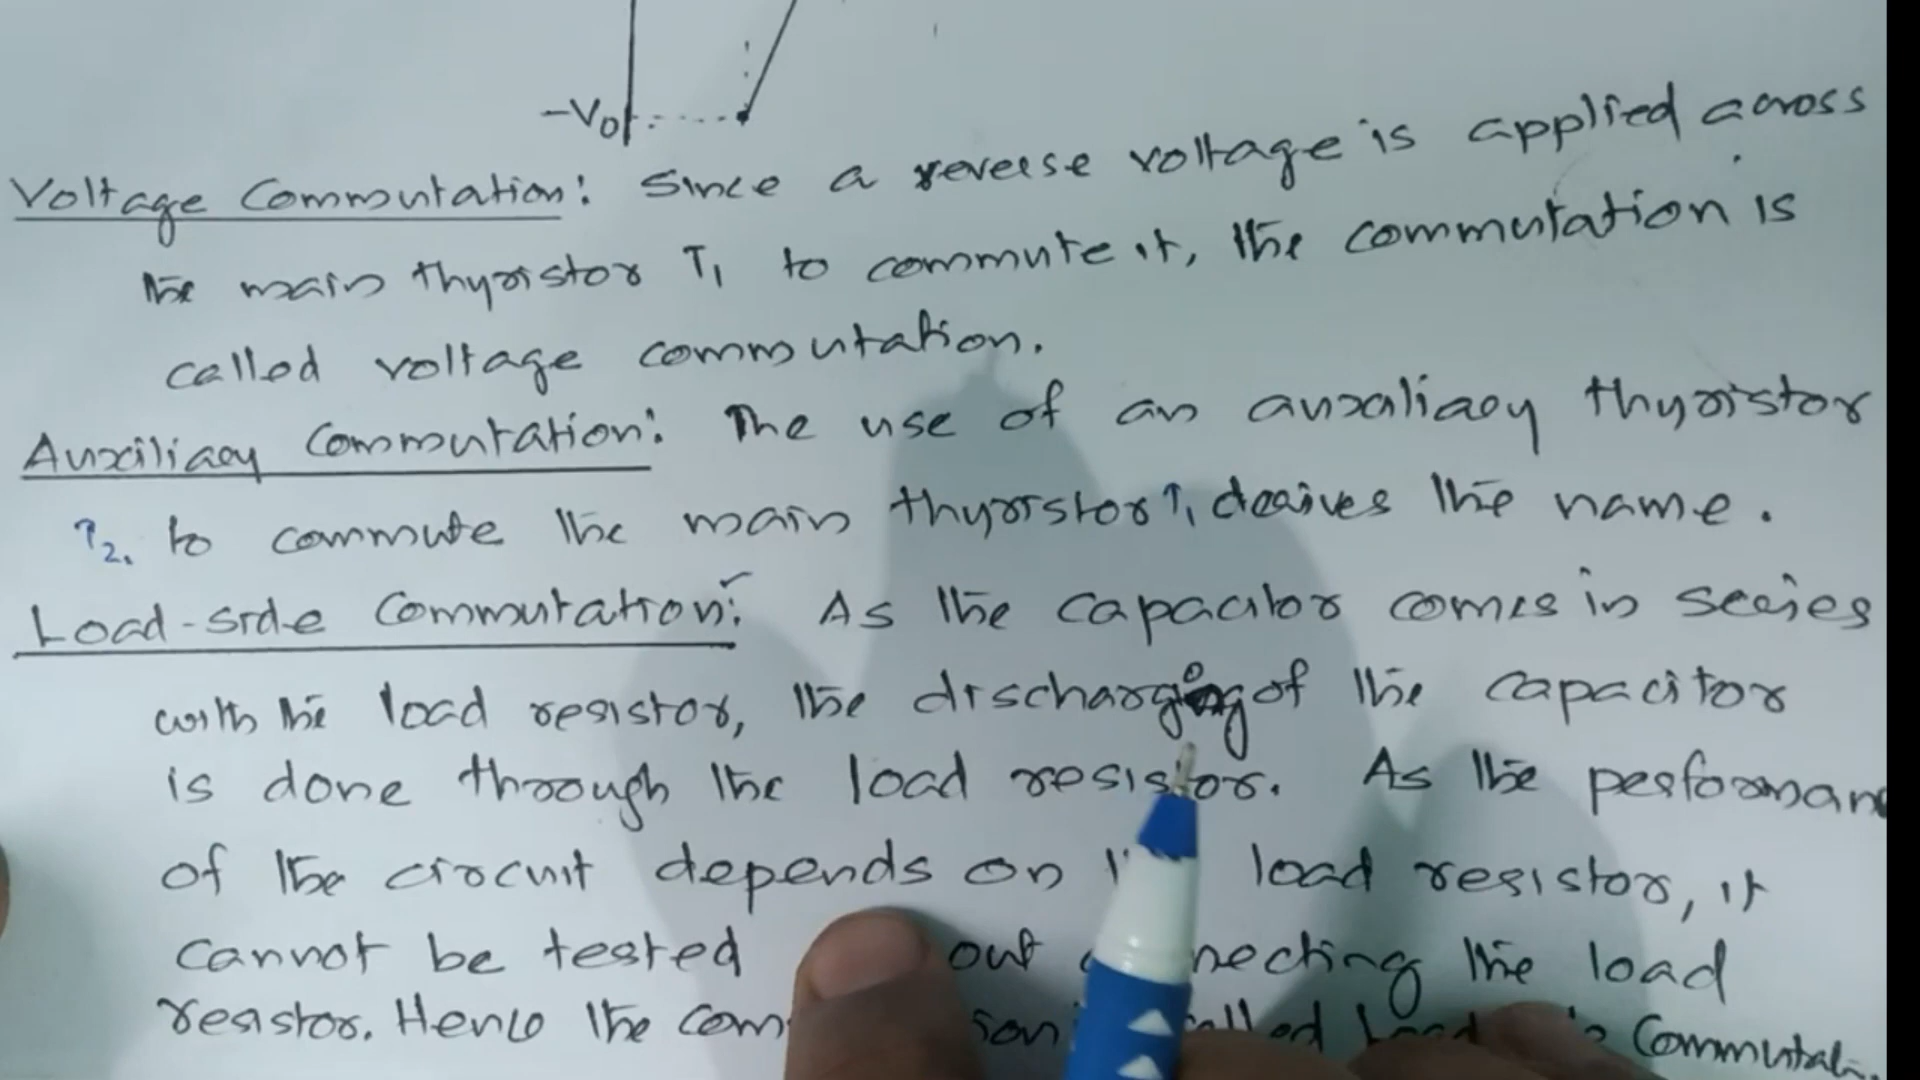 -V0
Voltage Commutation: Since a reverse voltage is applied across
the main thyristor T1 to commute it, the commutation is
called voltage commutation.
Auxiliary Commutation: The use of an auxaliary thyristor
T2. to commute the main thyristor T1 derives the name.
Load-side Commutation: As the capacitor comes in series
with the load resistor, the discharging of the capacitor
is done through the load resistor. As the performan
of the circuit depends on load resistor, it
cannot be tested out the load
resistor. Hence the Commutati